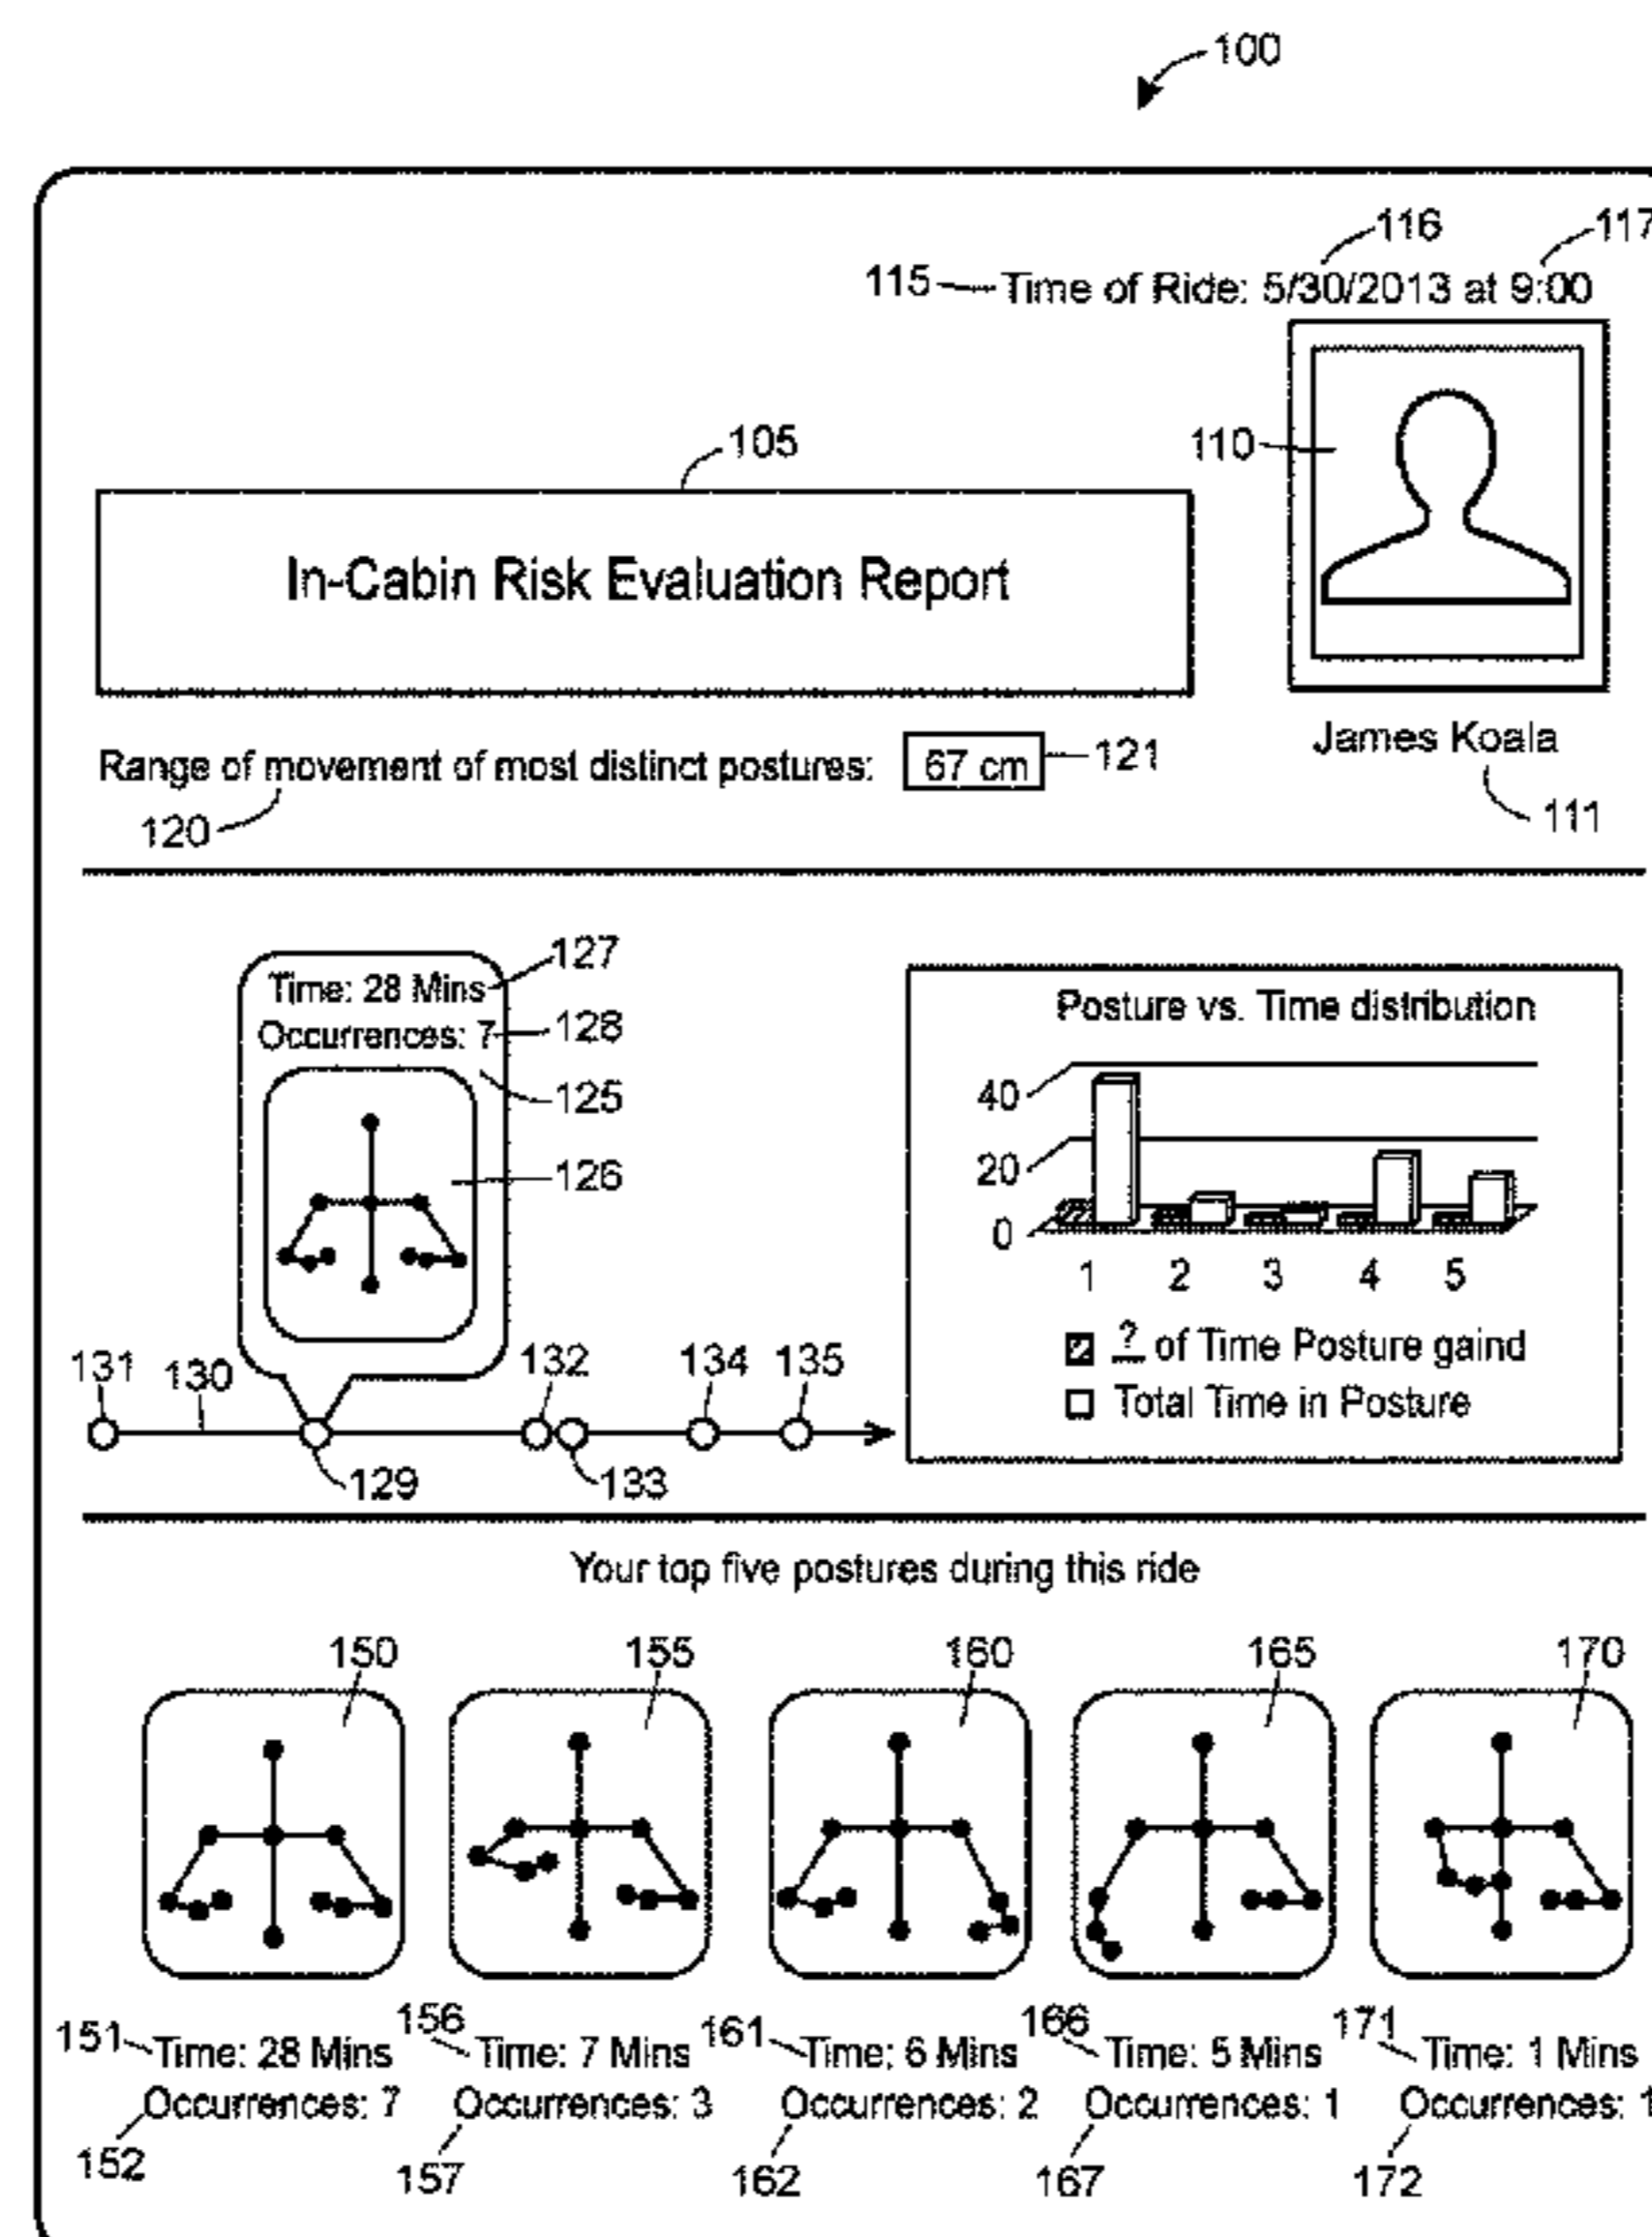 100
116
117
115 Time of Ride: 5/30/2013 at 9:00
105
110
In-Cabin Risk Evaluation Report
James Koala
Range of movement of most distinct postures: 67 cm 121
120
111
127
Time: 28 Mins
Occurrences: 7 128
125
126
Posture vs. Time distribution
40
20
0
1 2 3 4 5
? of Time Posture gaind
Total Time in Posture
131 130 132 134 135
129 133
Your top five postures during this ride
150 155 160 165 170
151 Time: 28 Mins 156 Time: 7 Mins 161 Time: 6 Mins 166 Time: 5 Mins 171 Time: 1 Mins
Occurrences: 7 Occurrences: 3 Occurrences: 2 Occurrences: 1 Occurrences: 1
152 157 162 167 172